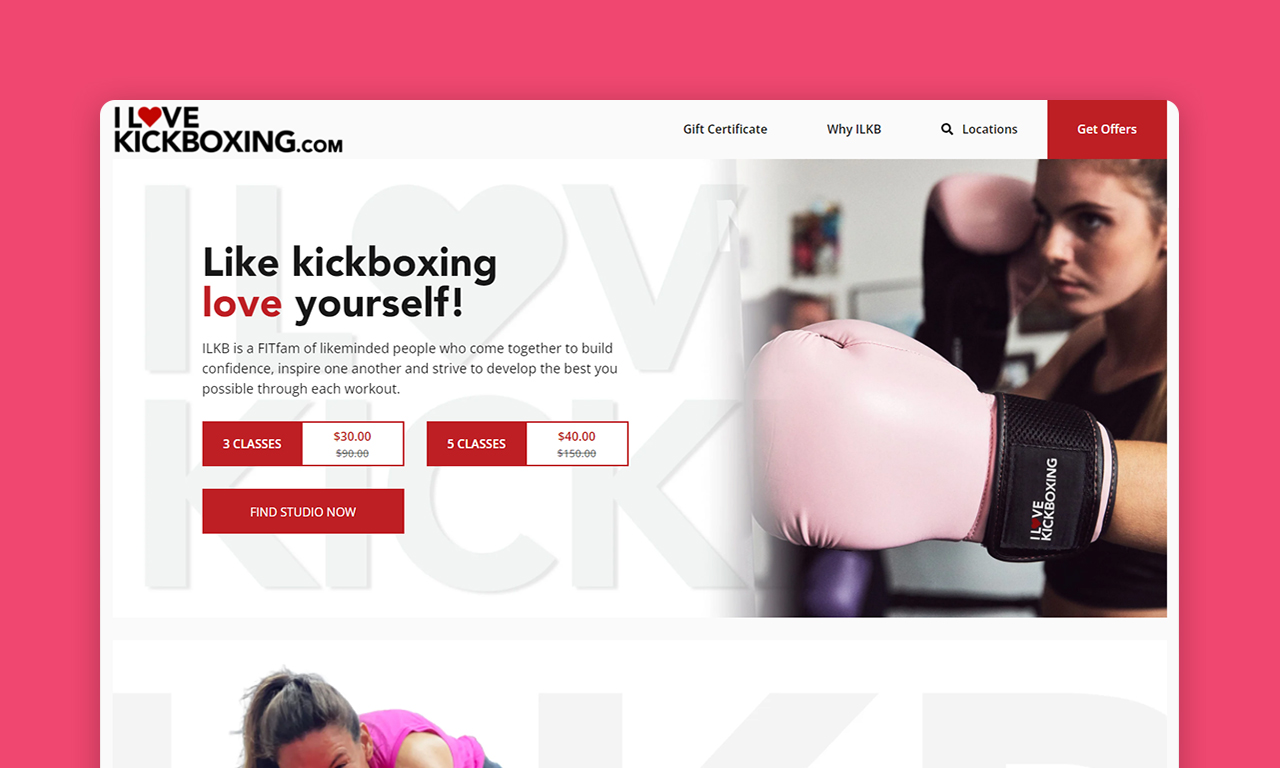 I L❤VE
KICKBOXING.COM
Gift Certificate
Why ILKB
Locations
Get Offers
I L❤V
KICK
Like kickboxing
love yourself!
ILKB is a FITfam of likeminded people who come together to build
confidence, inspire one another and strive to develop the best you
possible through each workout.
3 CLASSES
$30.00
$90.00
5 CLASSES
$40.00
$150.00
FIND STUDIO NOW
I L❤VE
KICKBOXING
ILKB